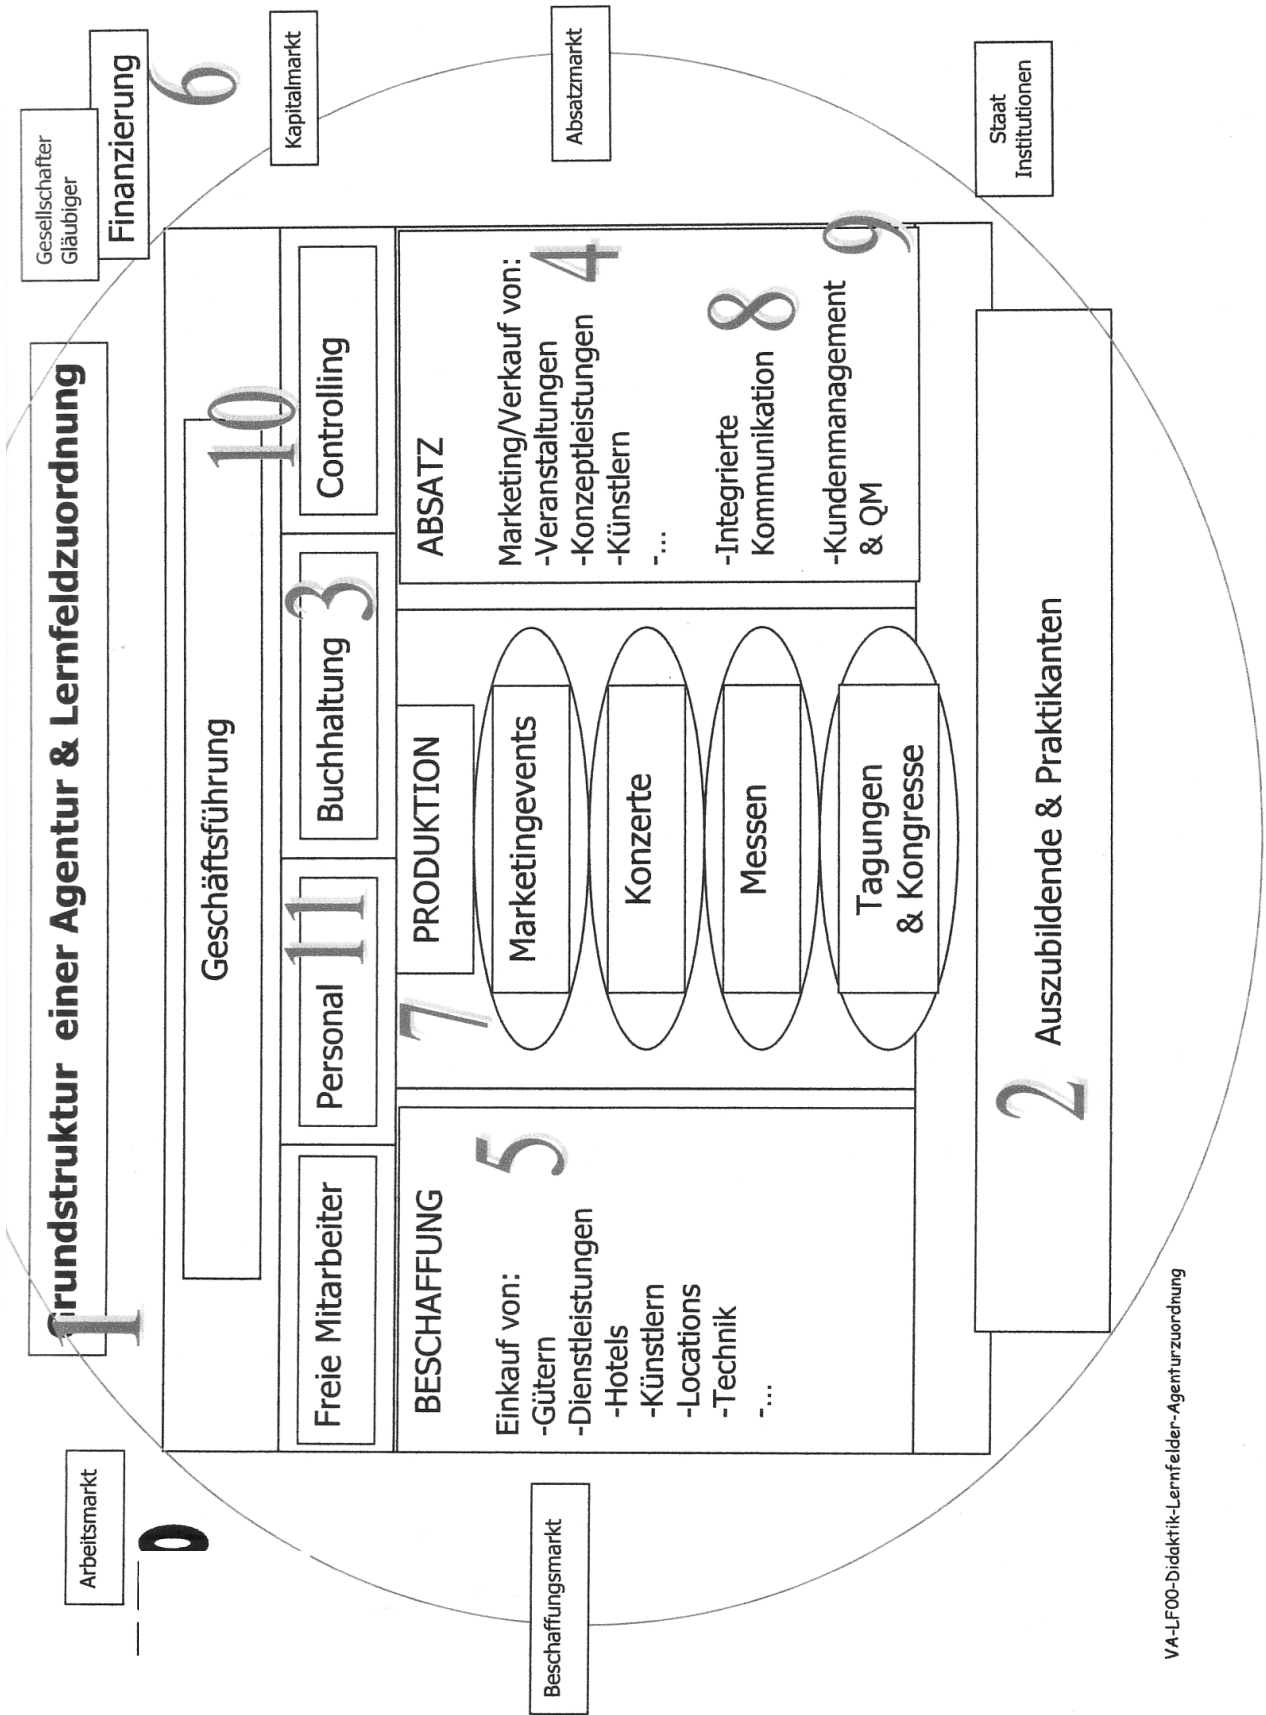 Gesellschafter
Gläubiger
Finanzierung
6
Grundstruktur einer Agentur & Lernfeldzuordnung
1
Arbeitsmarkt
0
Kapitalmarkt
Absatzmarkt
Staat
Institutionen
Beschaffungsmarkt
Geschäftsführung
10
Freie Mitarbeiter
Personal
11
Buchhaltung
3
Controlling
BESCHAFFUNG
5
Einkauf von:
-Gütern
-Dienstleistungen
-Hotels
-Künstlern
-Locations
-Technik
-...
7
PRODUKTION
Marketingevents
Konzerte
Messen
Tagungen
& Kongresse
ABSATZ
Marketing/Verkauf von:
-Veranstaltungen
4
-Konzeptleistungen
-Künstlern
-...
-Integrierte
Kommunikation
8
-Kundenmanagement
& QM
9
2
Auszubildende & Praktikanten
VA-LF00-Didaktik-Lernfelder-Agenturzuordnung